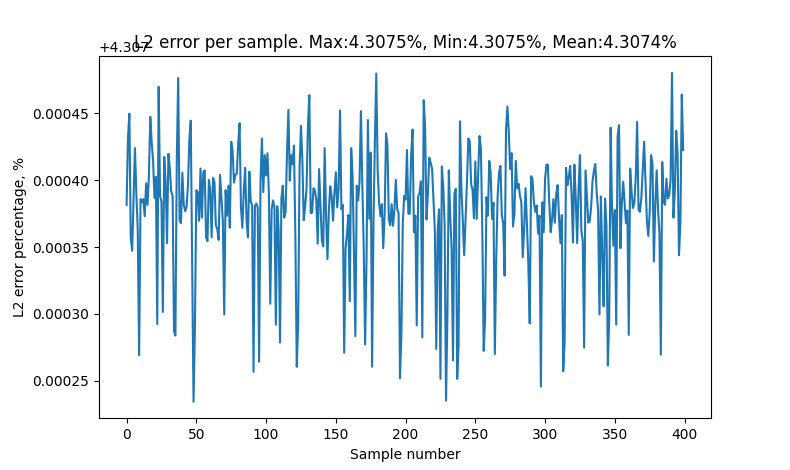 L2 error per sample. Max:4.3075%, Min:4.3075%, Mean:4.3074%
+4.307
0.00045
0.00040
0.00035
0.00030
0.00025
L2 error percentage, %
0 50 100 150 200 250 300 350 400
Sample number